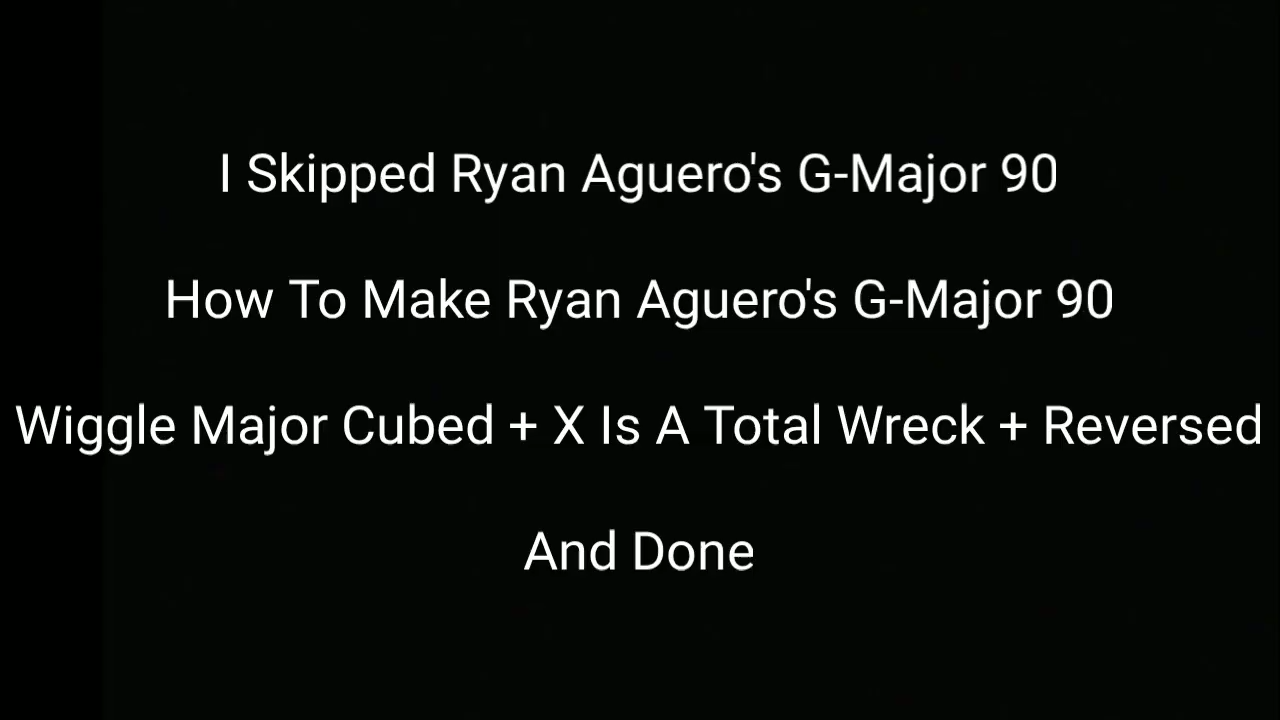 I Skipped Ryan Aguero's G-Major 90
How To Make Ryan Aguero's G-Major 90
Wiggle Major Cubed + X Is A Total Wreck + Reversed
And Done